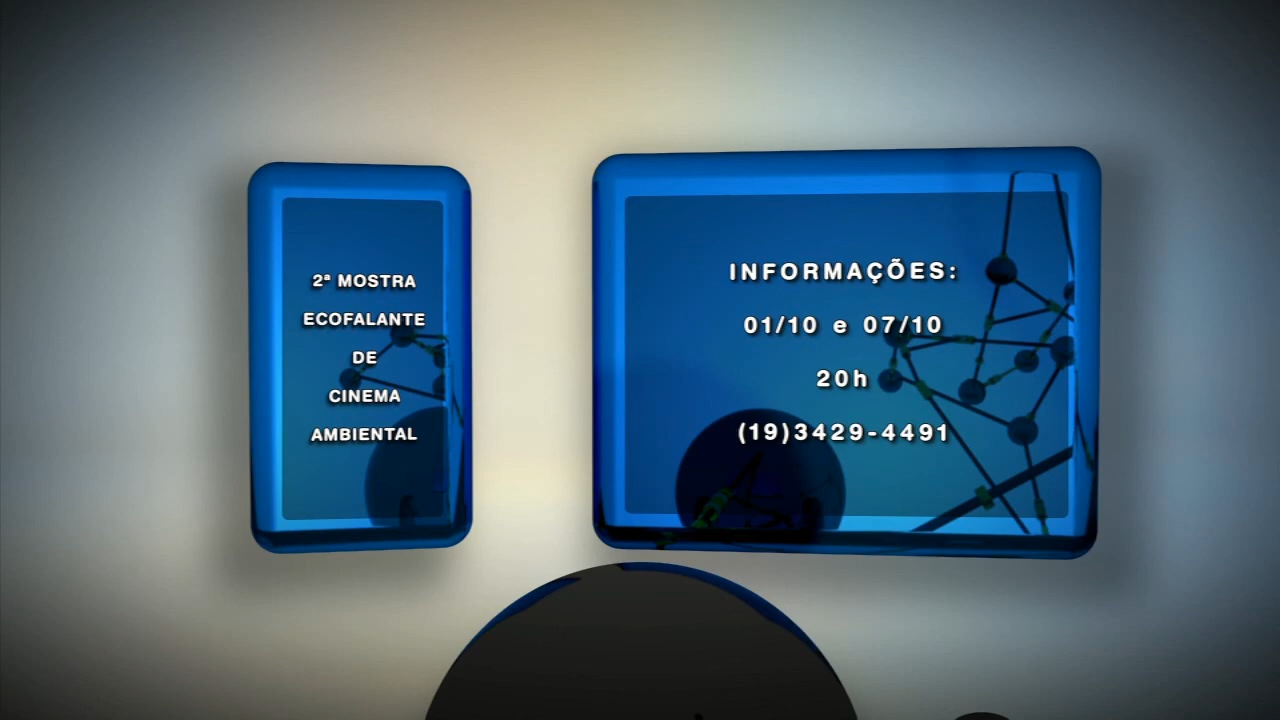 2ª MOSTRA
ECOFALANTE
DE
CINEMA
AMBIENTAL
INFORMAÇÕES:
01/10 e 07/10
20h
(19)3429-4491